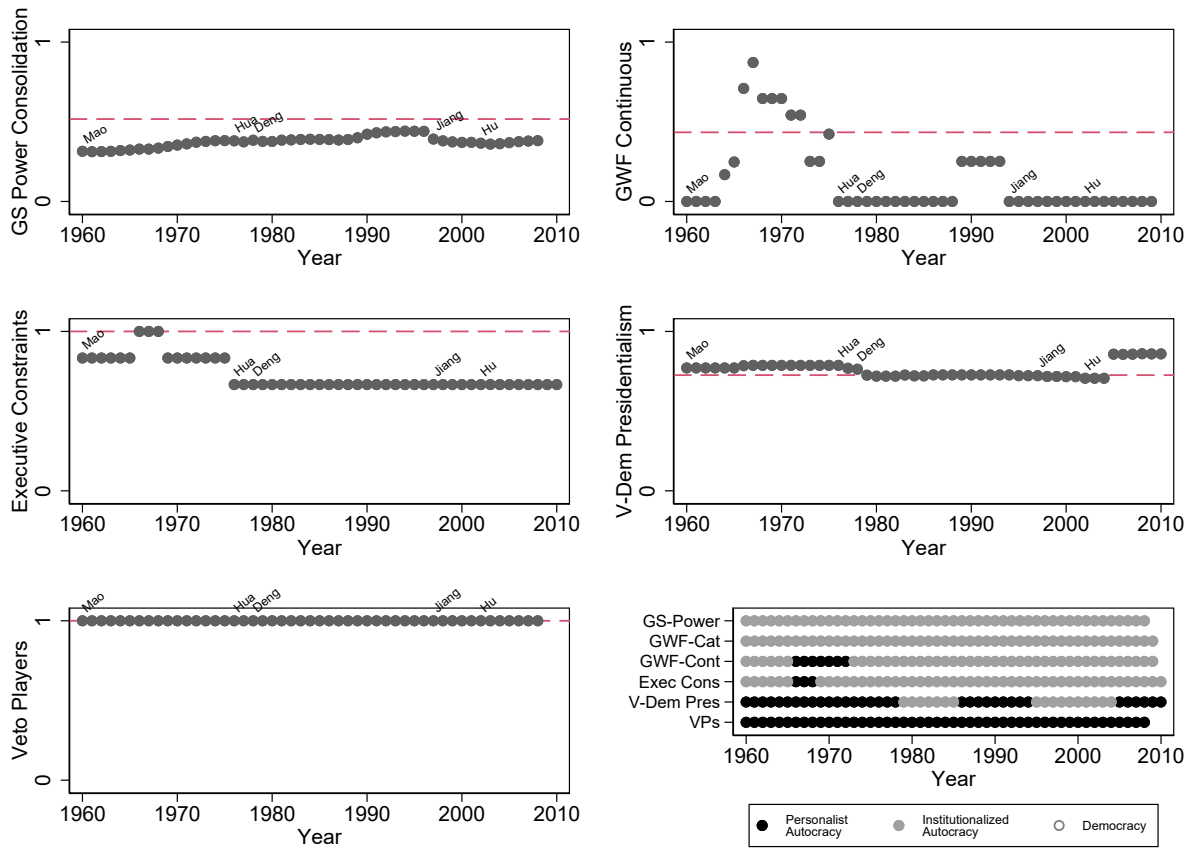 GS Power Consolidation
1
0
Mao
Hua
Deng
Jiang
Hu
1960 1970 1980 1990 2000 2010
Year
GWF Continuous
1
0
Mao
Hua
Deng
Jiang
Hu
1960 1970 1980 1990 2000 2010
Year
Executive Constraints
1
0
Mao
Hua
Deng
Jiang
Hu
1960 1970 1980 1990 2000 2010
Year
V-Dem Presidentialism
1
0
Mao
Hua
Deng
Jiang
Hu
1960 1970 1980 1990 2000 2010
Year
Veto Players
1
0
Mao
Hua
Deng
Jiang
Hu
1960 1970 1980 1990 2000 2010
Year
GS-Power
GWF-Cat
GWF-Cont
Exec Cons
V-Dem Pres
VPs
1960 1970 1980 1990 2000 2010
Year
Personalist
Autocracy
Institutionalized
Autocracy
Democracy